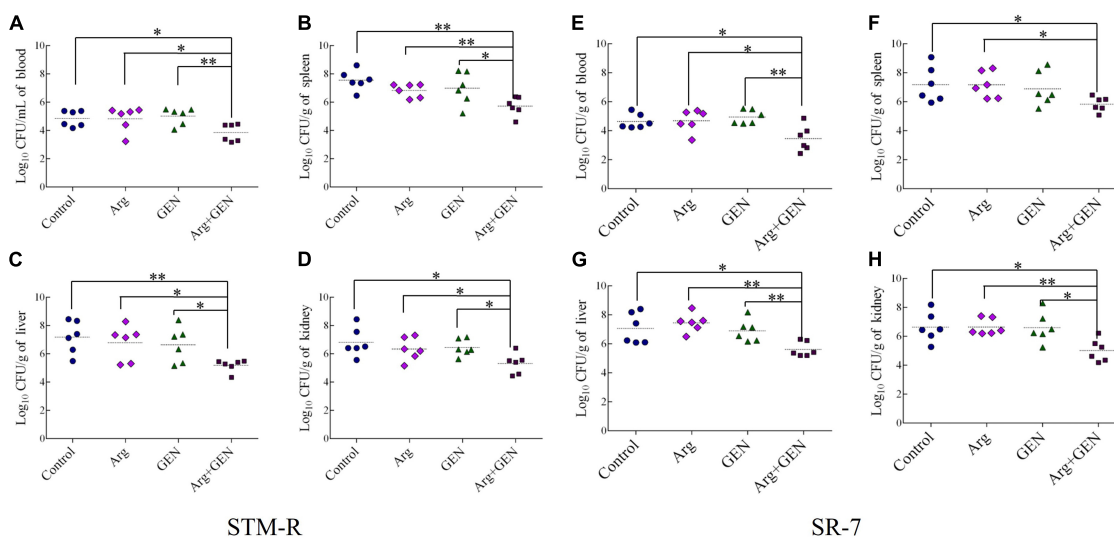 A
Log10 CFU/mL of blood
10
8
6
4
2
0
*
*
**
Control
Arg
GEN
Arg+GEN
B
Log10 CFU/g of spleen
10
8
6
4
2
0
**
**
*
Control
Arg
GEN
Arg+GEN
E
Log10 CFU/g of blood
10
8
6
4
2
0
*
*
**
Control
Arg
GEN
Arg+GEN
F
Log10 CFU/g of spleen
10
8
6
4
2
0
*
*
Control
Arg
GEN
Arg+GEN
C
Log10 CFU/g of liver
10
8
6
4
2
0
**
*
*
Control
Arg
GEN
Arg+GEN
D
Log10 CFU/g of kidney
10
8
6
4
2
0
*
*
*
Control
Arg
GEN
Arg+GEN
G
Log10 CFU/g of liver
10
8
6
4
2
0
*
**
**
Control
Arg
GEN
Arg+GEN
H
Log10 CFU/g of kidney
10
8
6
4
2
0
*
**
*
Control
Arg
GEN
Arg+GEN
STM-R
SR-7